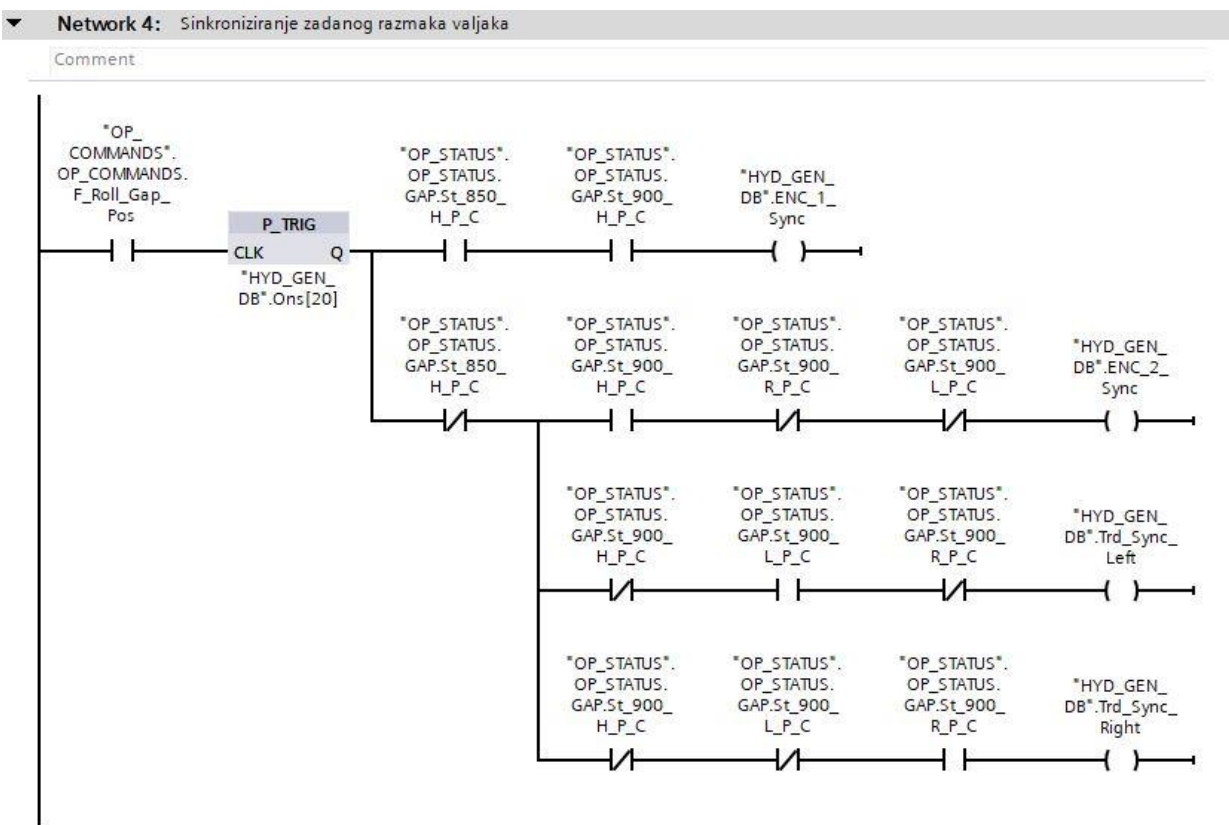 Network 4: Sinkroniziranje zadanog razmaka valjaka
Comment
"OP_
COMMANDS".
OP_COMMANDS.
F_Roll_Gap_
Pos
P_TRIG
CLK Q
"HYD_GEN_
DB".Ons[20]
"OP_STATUS".
OP_STATUS.
GAP.St_850_
H_P_C
"OP_STATUS".
OP_STATUS.
GAP.St_900_
H_P_C
"HYD_GEN_
DB".ENC_1_
Sync
"OP_STATUS".
OP_STATUS.
GAP.St_850_
H_P_C
"OP_STATUS".
OP_STATUS.
GAP.St_900_
H_P_C
"OP_STATUS".
OP_STATUS.
GAP.St_900_
R_P_C
"OP_STATUS".
OP_STATUS.
GAP.St_900_
L_P_C
"HYD_GEN_
DB".ENC_2_
Sync
"OP_STATUS".
OP_STATUS.
GAP.St_900_
H_P_C
"OP_STATUS".
OP_STATUS.
GAP.St_900_
L_P_C
"OP_STATUS".
OP_STATUS.
GAP.St_900_
R_P_C
"HYD_GEN_
DB".Trd_Sync_
Left
"OP_STATUS".
OP_STATUS.
GAP.St_900_
H_P_C
"OP_STATUS".
OP_STATUS.
GAP.St_900_
L_P_C
"OP_STATUS".
OP_STATUS.
GAP.St_900_
R_P_C
"HYD_GEN_
DB".Trd_Sync_
Right